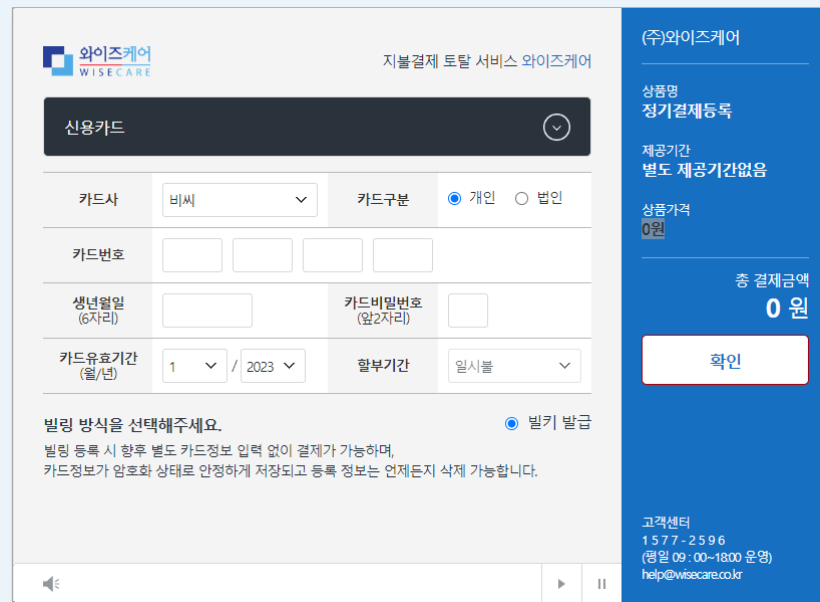 와이즈케어
WISECARE
지불결제 토탈 서비스 와이즈케어
신용카드
카드사
비씨
카드구분
개인
법인
카드번호
생년월일
(6자리)
카드비밀번호
(앞2자리)
카드유효기간
(월/년)
1 / 2023
할부기간
일시불
빌링 방식을 선택해주세요.
빌키 발급
빌링 등록 시 향후 별도 카드정보 입력 없이 결제가 가능하며,
카드정보가 암호화 상태로 안정하게 저장되고 등록 정보는 언제든지 삭제 가능합니다.
(주)와이즈케어
상품명
정기결제등록
제공기간
별도 제공기간없음
상품가격
0원
총 결제금액
0 원
확인
고객센터
1577-2596
(평일 09 : 00~18:00 운영)
help@wisecare.co.kr